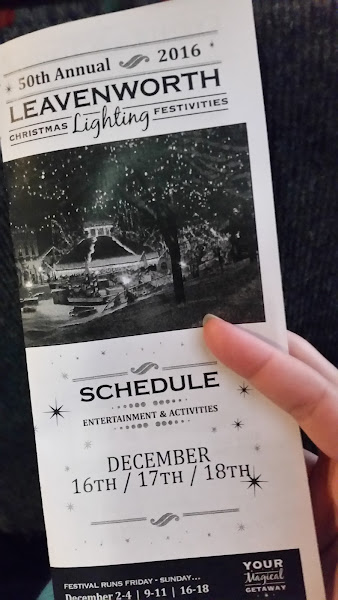 50th Annual 2016
LEAVENWORTH
CHRISTMAS Lighting FESTIVITIES
SCHEDULE
ENTERTAINMENT & ACTIVITIES
DECEMBER
16TH / 17TH / 18TH
FESTIVAL RUNS FRIDAY - SUNDAY...
December 2-4 | 9-11 | 16-18
YOUR
Magical
GETAWAY